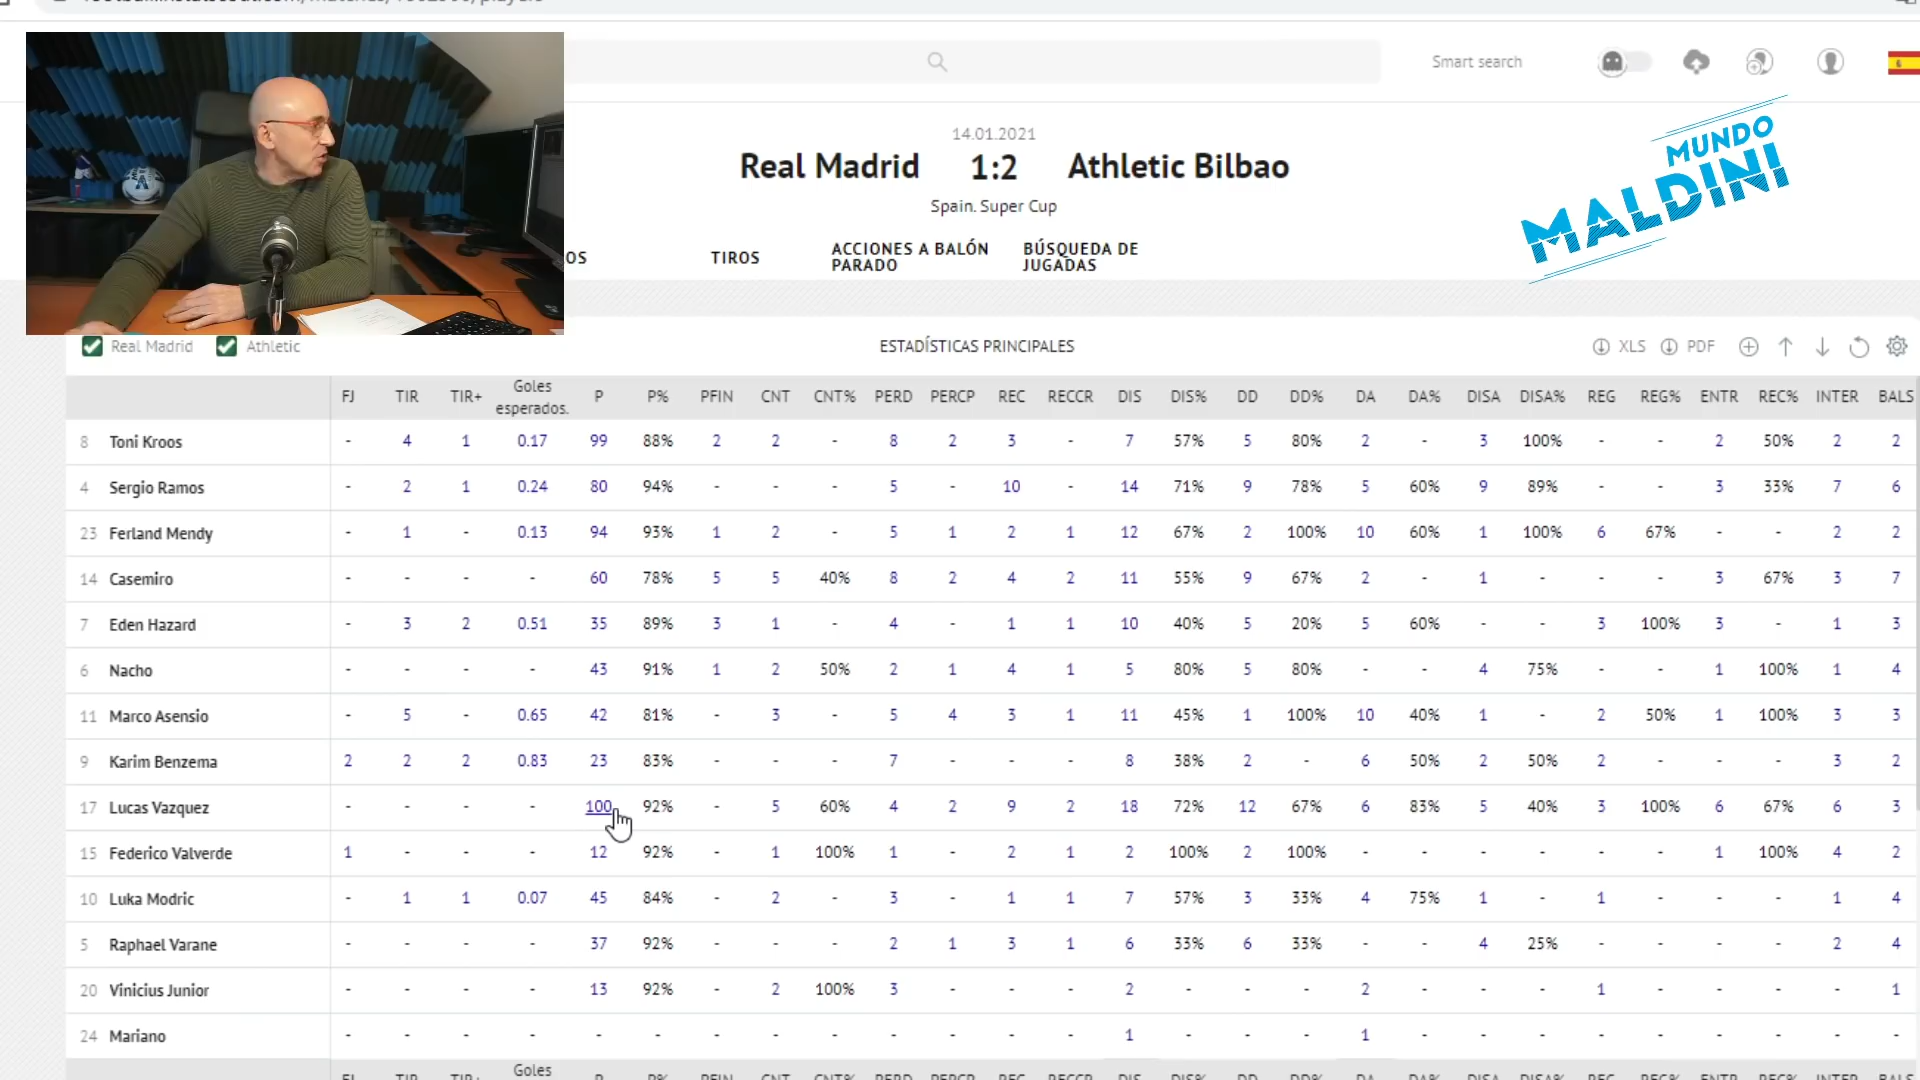 Smart search
14.01.2021
Real Madrid 1:2 Athletic Bilbao
Spain. Super Cup
MUNDO
MALDINI
OS TIROS ACCIONES A BALÓN PARADO BÚSQUEDA DE JUGADAS
Real Madrid Athletic ESTADÍSTICAS PRINCIPALES XLS PDF
FJ TIR TIR+ Goles esperados. P P% PFIN CNT CNT% PERD PERCP REC RECCR DIS DIS% DD DD% DA DA% DISA DISA% REG REG% ENTR REC% INTER BALS
8 Toni Kroos - 4 1 0.17 99 88% 2 2 - 8 2 3 - 7 57% 5 80% 2 - 3 100% - - 2 50% 2 2
4 Sergio Ramos - 2 1 0.24 80 94% - - - 5 - 10 - 14 71% 9 78% 5 60% 9 89% - - 3 33% 7 6
23 Ferland Mendy - 1 - 0.13 94 93% 1 2 - 5 1 2 1 12 67% 2 100% 10 60% 1 100% 6 67% - - 2 2
14 Casemiro - - - - 60 78% 5 5 40% 8 2 4 2 11 55% 9 67% 2 - 1 - - - 3 67% 3 7
7 Eden Hazard - 3 2 0.51 35 89% 3 1 - 4 - 1 1 10 40% 5 20% 5 60% - - 3 100% 3 - 1 3
6 Nacho - - - - 43 91% 1 2 50% 2 1 4 1 5 80% 5 80% - - 4 75% - - 1 100% 1 4
11 Marco Asensio - 5 - 0.65 42 81% - 3 - 5 4 3 1 11 45% 1 100% 10 40% 1 - 2 50% 1 100% 3 3
9 Karim Benzema 2 2 2 0.83 23 83% - - - 7 - - - 8 38% 2 - 6 50% 2 50% 2 - - - 3 2
17 Lucas Vazquez - - - - 100 92% - 5 60% 4 2 9 2 18 72% 12 67% 6 83% 5 40% 3 100% 6 67% 6 3
15 Federico Valverde 1 - - - 12 92% - 1 100% 1 - 2 1 2 100% 2 100% - - - - - - 1 100% 4 2
10 Luka Modric - 1 1 0.07 45 84% - 2 - 3 - 1 1 7 57% 3 33% 4 75% 1 - 1 - - - 1 4
5 Raphael Varane - - - - 37 92% - - - 2 1 3 1 6 33% 6 33% - - 4 25% - - - - 2 4
20 Vinicius Junior - - - - 13 92% - 2 100% 3 - - - 2 - - - 2 - - - 1 - - - - 1
24 Mariano - - - - - - - - - - - - - 1 - - - 1 - - - - - - - - -
Goles